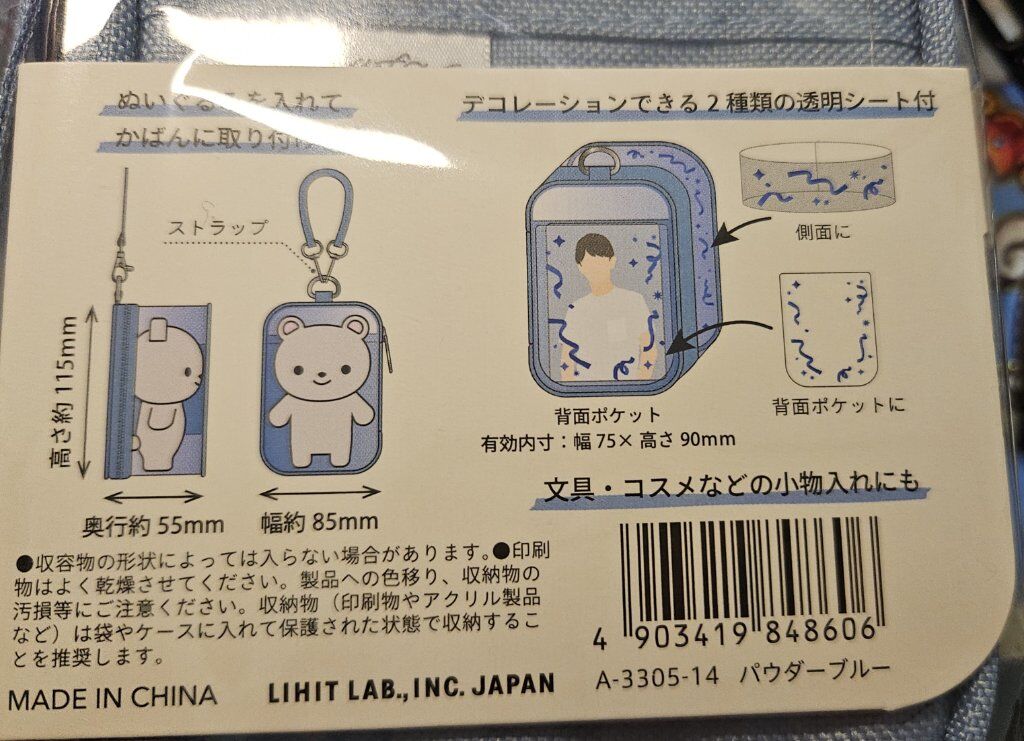 ぬいぐるみを入れて
かばんに取り付け
ストラップ
高さ約115mm
奥行約55mm
幅約85mm
デコレーションできる2種類の透明シート付
側面に
背面ポケットに
背面ポケット
有効内寸：幅75×高さ90mm
文具・コスメなどの小物入れにも
●収容物の形状によっては入らない場合があります。●印刷
物はよく乾燥させてください。製品への色移り、収納物の
汚損等にご注意ください。収納物（印刷物やアクリル製品
など）は袋やケースに入れて保護された状態で収納するこ
とを推奨します。
4 903419 848606
A-3305-14 パウダーブルー
MADE IN CHINA
LIHIT LAB., INC. JAPAN